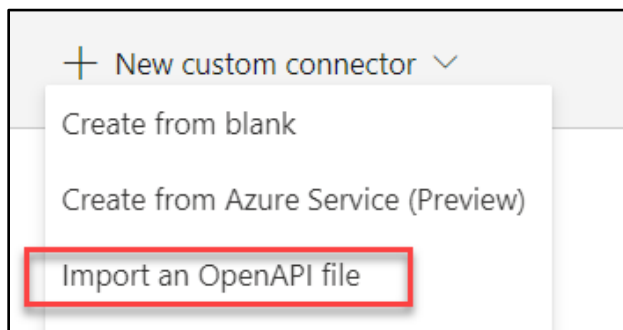 + New custom connector
Create from blank
Create from Azure Service (Preview)
Import an OpenAPI file